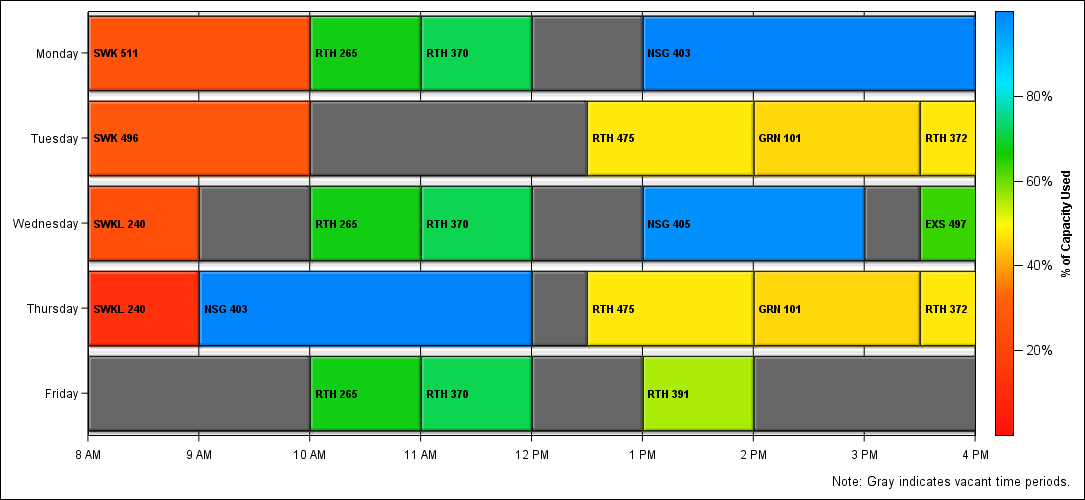 Monday
SWK 511
RTH 265
RTH 370
NSG 403
80%
Tuesday
SWK 496
RTH 475
GRN 101
RTH 372
60%
% of Capacity Used
Wednesday
SWKL 240
RTH 265
RTH 370
NSG 405
EXS 497
40%
Thursday
SWKL 240
NSG 403
RTH 475
GRN 101
RTH 372
20%
Friday
RTH 265
RTH 370
RTH 391
8 AM
9 AM
10 AM
11 AM
12 PM
1 PM
2 PM
3 PM
4 PM
Note: Gray indicates vacant time periods.